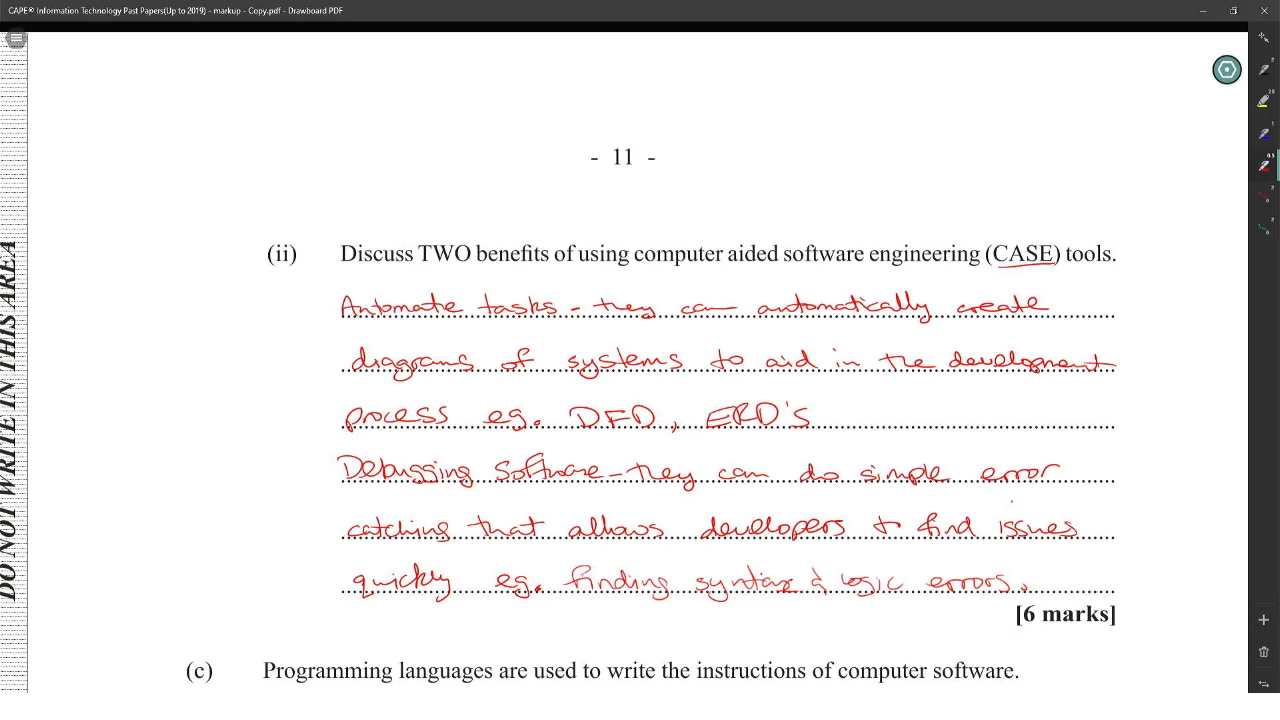 CAPE® Information Technology Past Papers(Up to 2019) - markup - Copy.pdf - Drawboard PDF
- 11 -
(ii) Discuss TWO benefits of using computer aided software engineering (CASE) tools.
Automate tasks - they can automatically create
diagrams of systems to aid in the development
process eg. DFD, ERD's
Debugging Software - they can do simple error
catching that allows developers to find issues
quickly eg. finding syntax & logic errors.
[6 marks]
(c) Programming languages are used to write the instructions of computer software.
DO NOT WRITE IN THIS AREA